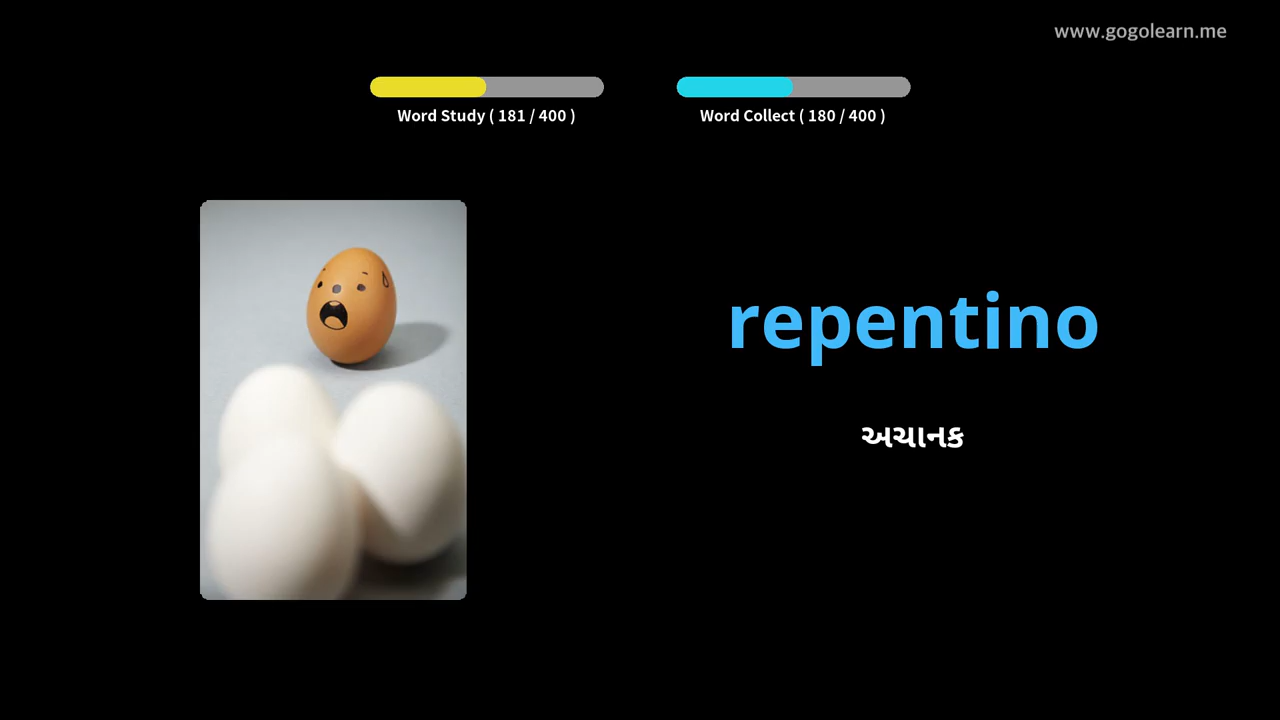 www.gogolearn.me
Word Study ( 181 / 400 )
Word Collect ( 180 / 400 )
repentino
અચાનક